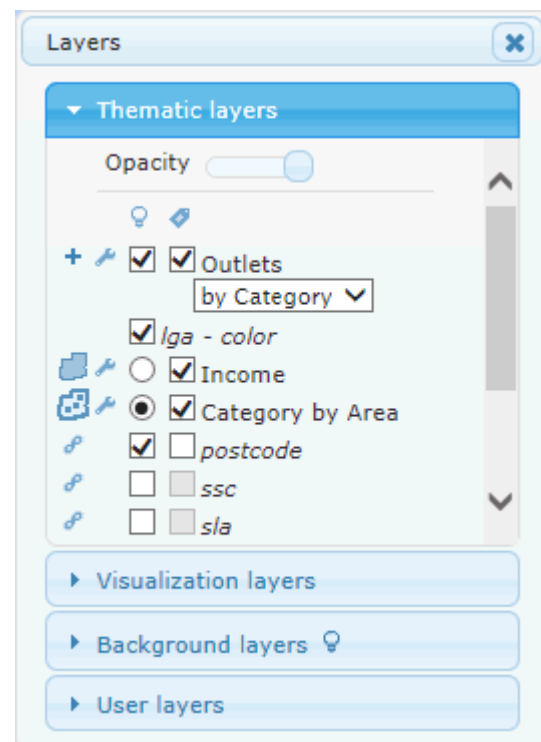 Layers
Thematic layers
Opacity
Outlets
by Category
lga - color
Income
Category by Area
postcode
ssc
sla
Visualization layers
Background layers
User layers